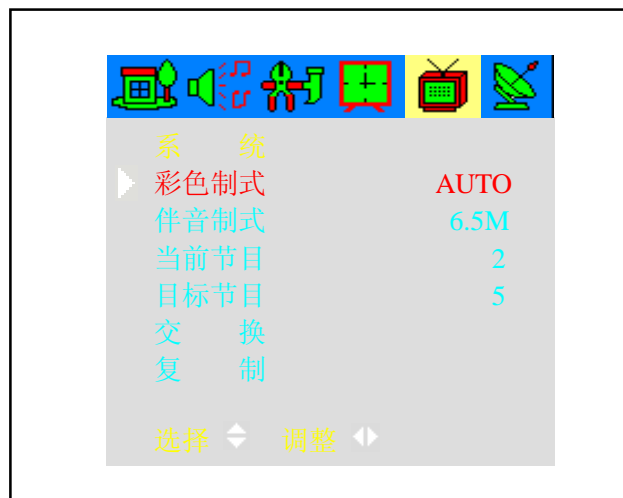 系 统
彩色制式 AUTO
伴音制式 6.5M
当前节目 2
目标节目 5
交 换
复 制
选择 调整